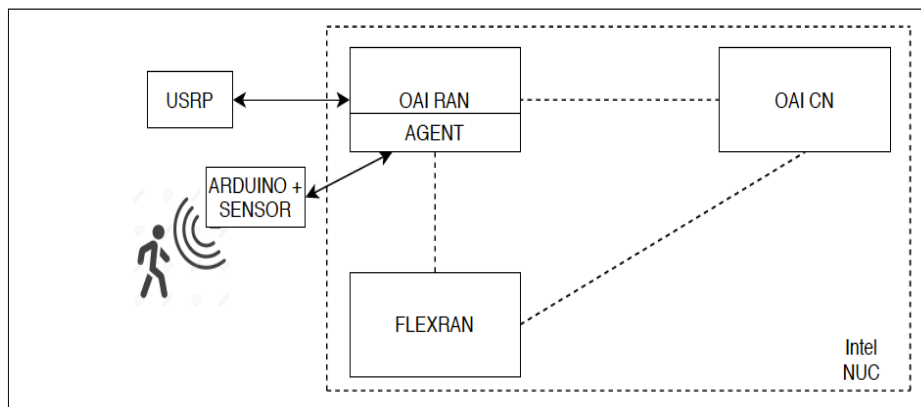 USRP
OAI RAN
OAI CN
AGENT
ARDUINO +
SENSOR
FLEXRAN
Intel
NUC